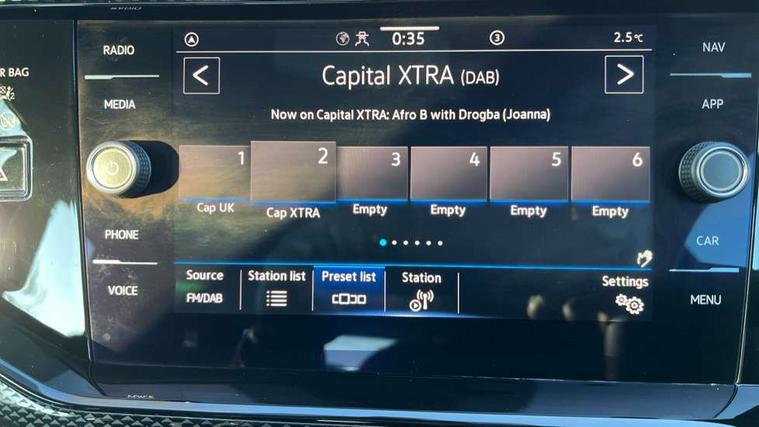 RADIO
MEDIA
PHONE
VOICE
R BAG
0:35
3
2.5°C
Capital XTRA (DAB)
Now on Capital XTRA: Afro B with Drogba (Joanna)
1 2 3 4 5 6
Cap UK Cap XTRA Empty Empty Empty Empty
Source Station list Preset list Station Settings
FM/DAB
NAV
APP
CAR
MENU